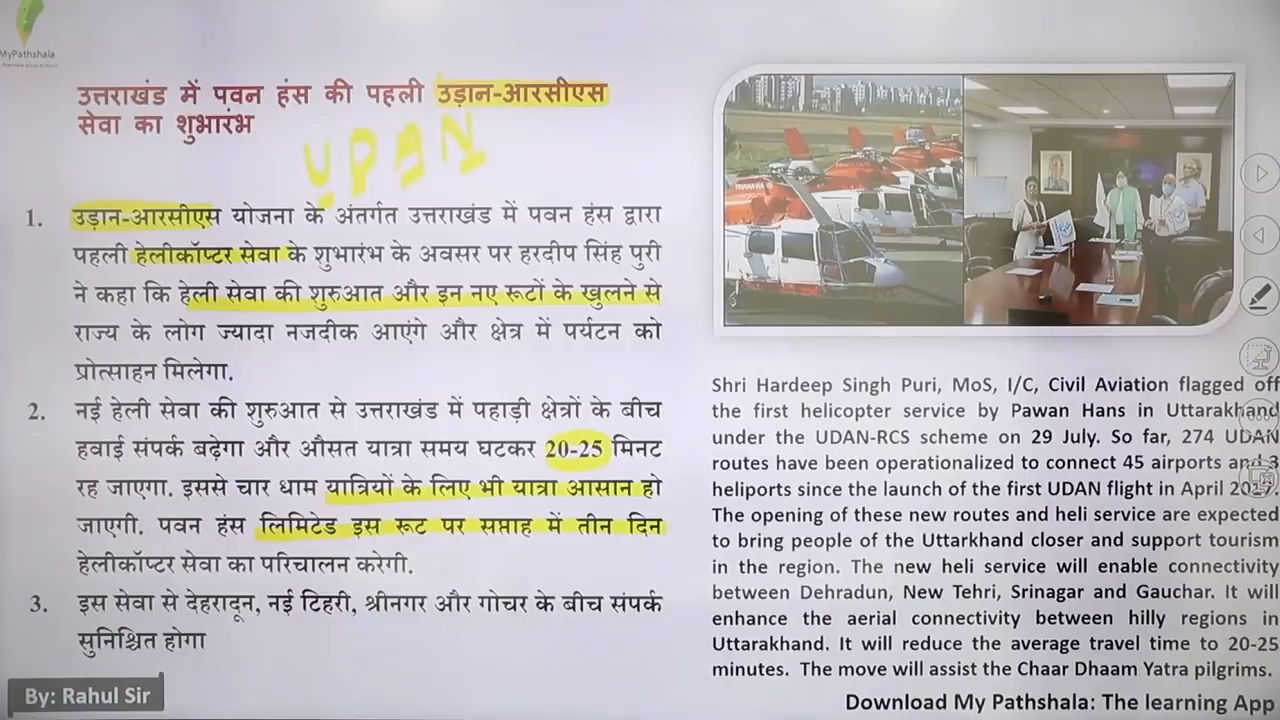 MyPathshala
उत्तराखंड में पवन हंस की पहली उड़ान-आरसीएस
सेवा का शुभारंभ
UDAN
1. उड़ान-आरसीएस योजना के अंतर्गत उत्तराखंड में पवन हंस द्वारा
पहली हेलीकॉप्टर सेवा के शुभारंभ के अवसर पर हरदीप सिंह पुरी
ने कहा कि हेली सेवा की शुरुआत और इन नए रूटों के खुलने से
राज्य के लोग ज्यादा नजदीक आएंगे और क्षेत्र में पर्यटन को
प्रोत्साहन मिलेगा.
2. नई हेली सेवा की शुरुआत से उत्तराखंड में पहाड़ी क्षेत्रों के बीच
हवाई संपर्क बढ़ेगा और औसत यात्रा समय घटकर 20-25 मिनट
रह जाएगा. इससे चार धाम यात्रियों के लिए भी यात्रा आसान हो
जाएगी. पवन हंस लिमिटेड इस रूट पर सप्ताह में तीन दिन
हेलीकॉप्टर सेवा का परिचालन करेगी.
3. इस सेवा से देहरादून, नई टिहरी, श्रीनगर और गोचर के बीच संपर्क
सुनिश्चित होगा
By: Rahul Sir
Shri Hardeep Singh Puri, MoS, I/C, Civil Aviation flagged off
the first helicopter service by Pawan Hans in Uttarakhand
under the UDAN-RCS scheme on 29 July. So far, 274 UDAN
routes have been operationalized to connect 45 airports and 3
heliports since the launch of the first UDAN flight in April 2017.
The opening of these new routes and heli service are expected
to bring people of the Uttarkhand closer and support tourism
in the region. The new heli service will enable connectivity
between Dehradun, New Tehri, Srinagar and Gauchar. It will
enhance the aerial connectivity between hilly regions in
Uttarakhand. It will reduce the average travel time to 20-25
minutes. The move will assist the Chaar Dhaam Yatra pilgrims.
Download My Pathshala: The learning App